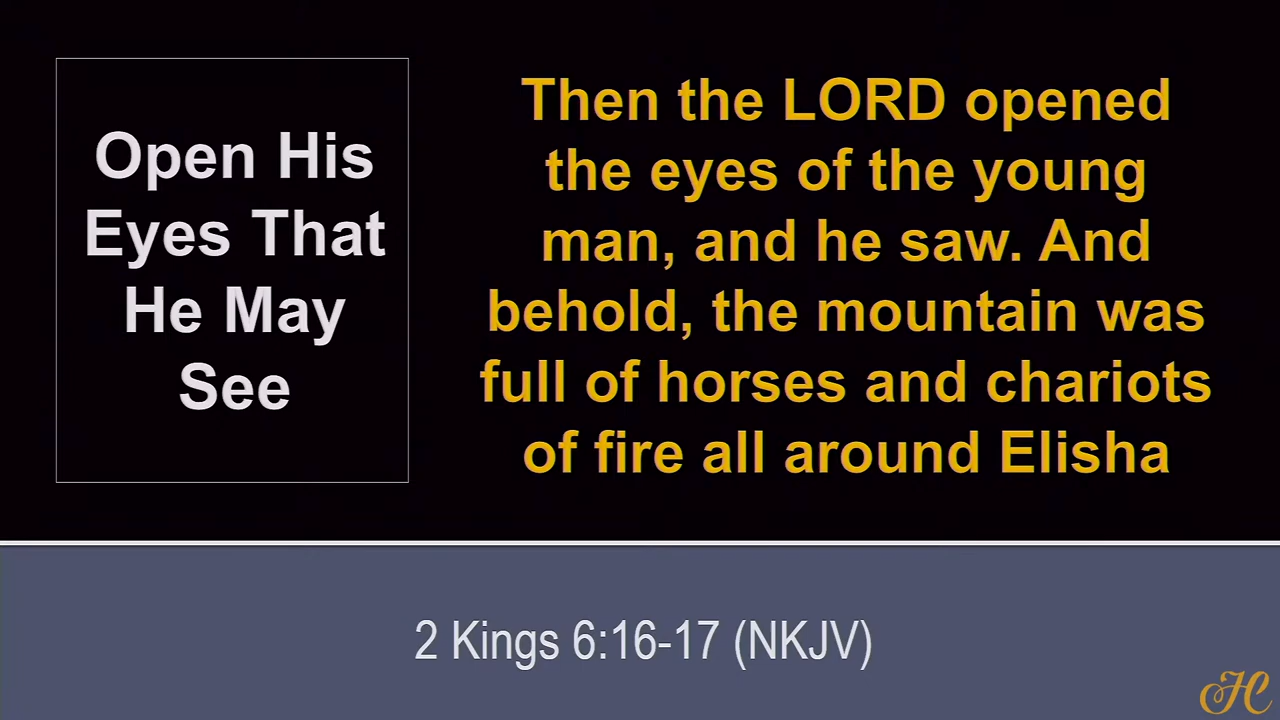 Open His
Eyes That
He May
See
Then the LORD opened
the eyes of the young
man, and he saw. And
behold, the mountain was
full of horses and chariots
of fire all around Elisha
2 Kings 6:16-17 (NKJV)
HC